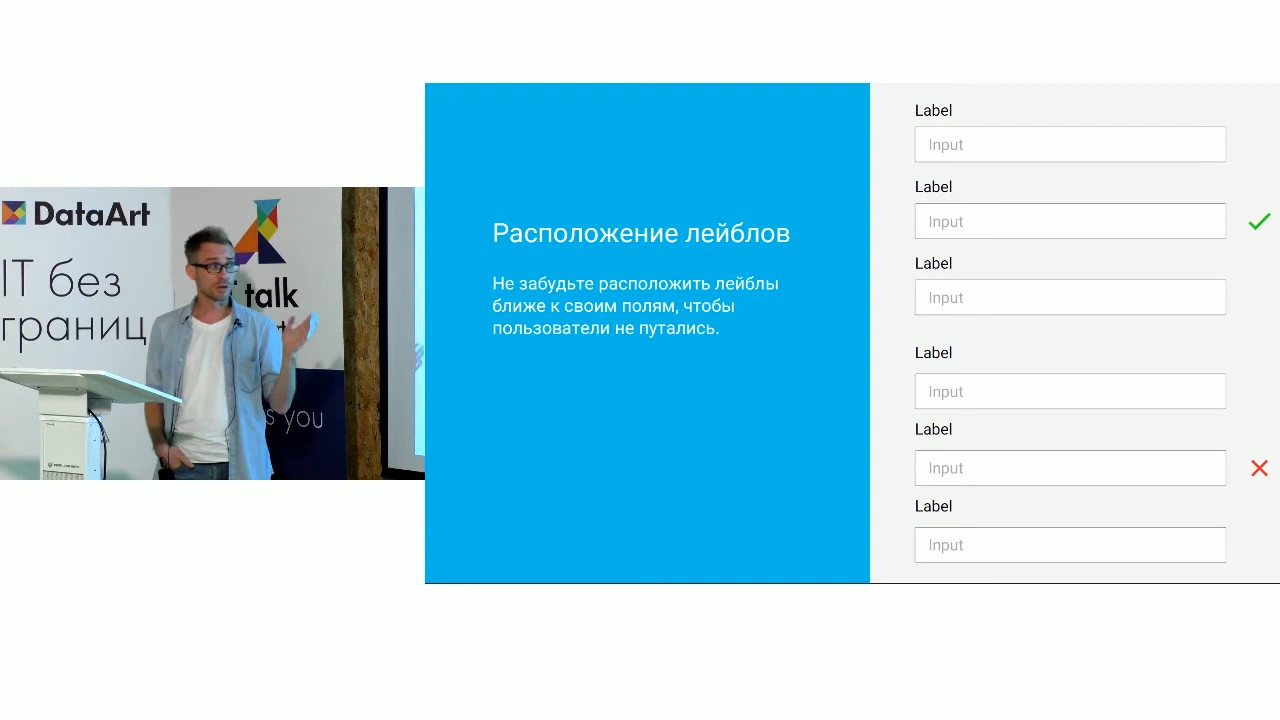 DataArt
IT без
границ
talk
s you
Расположение лейблов
Не забудьте расположить лейблы
ближе к своим полям, чтобы
пользователи не путались.
Label
Input
Label
Input
Label
Input
Label
Input
Label
Input
Label
Input